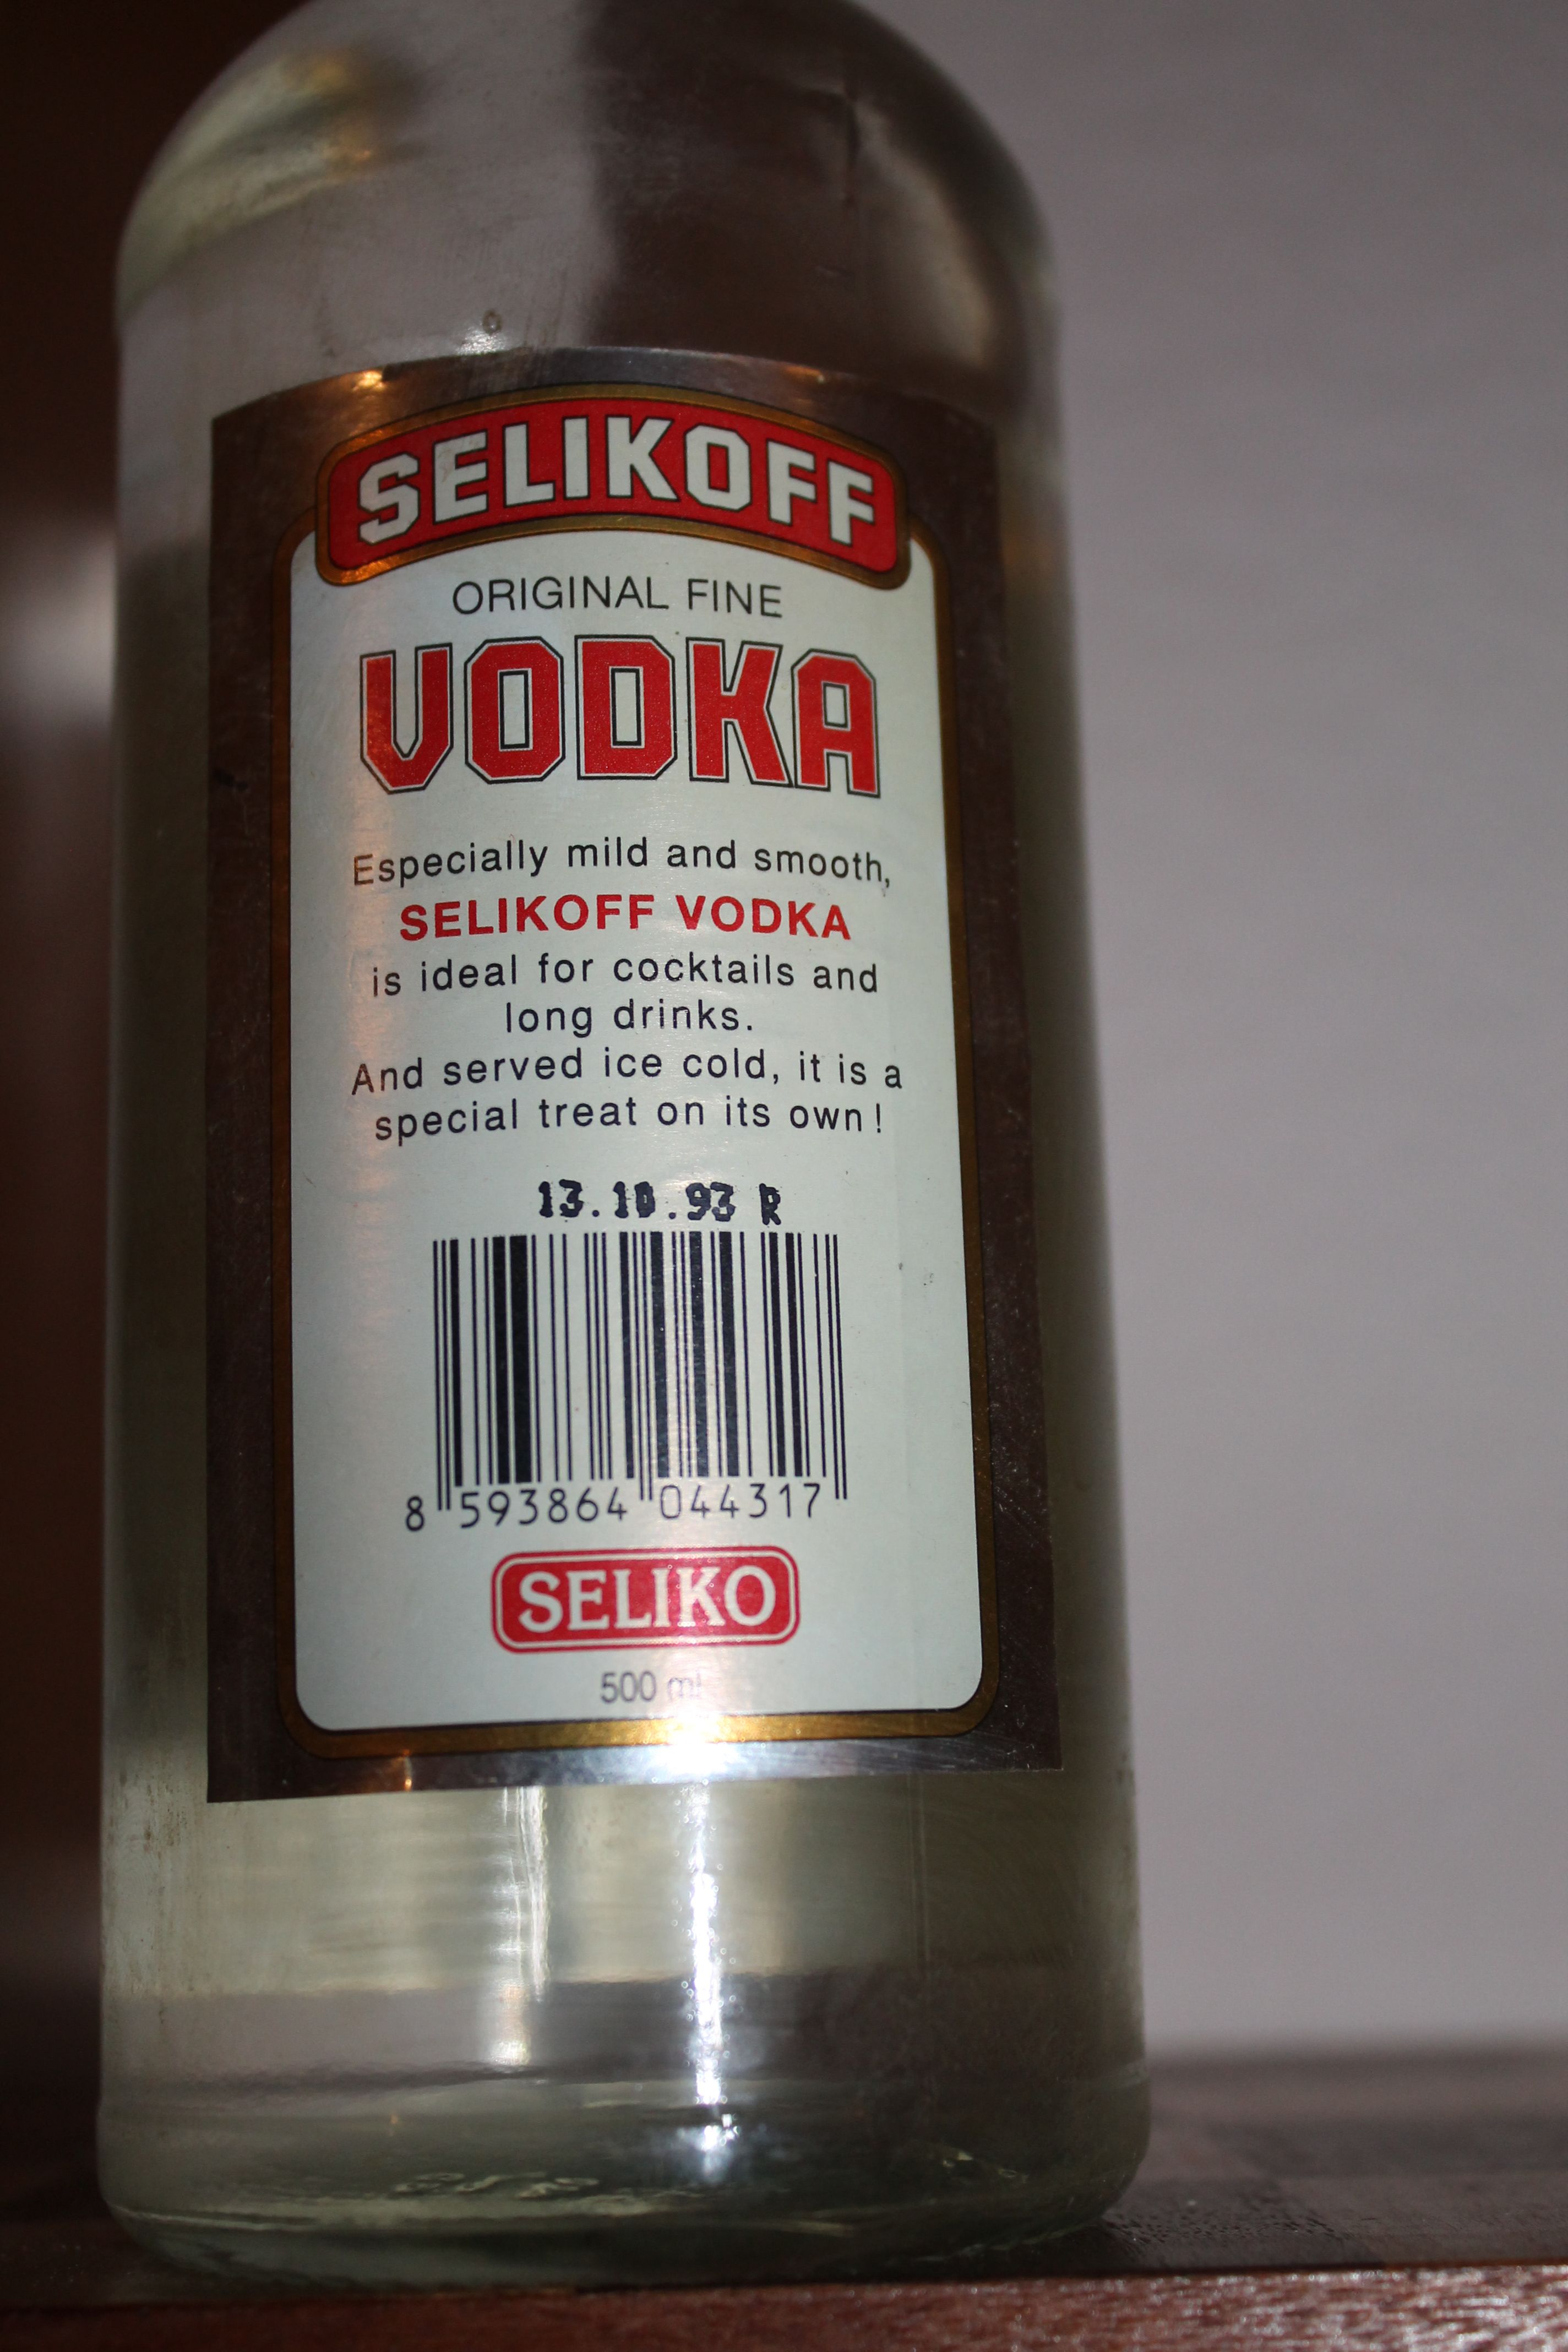 SELIKOFF
ORIGINAL FINE
VODKA
Especially mild and smooth,
SELIKOFF VODKA
is ideal for cocktails and
long drinks.
And served ice cold, it is a
special treat on its own!
13.10.93 R
8 593864 044317
SELIKO
500 ml